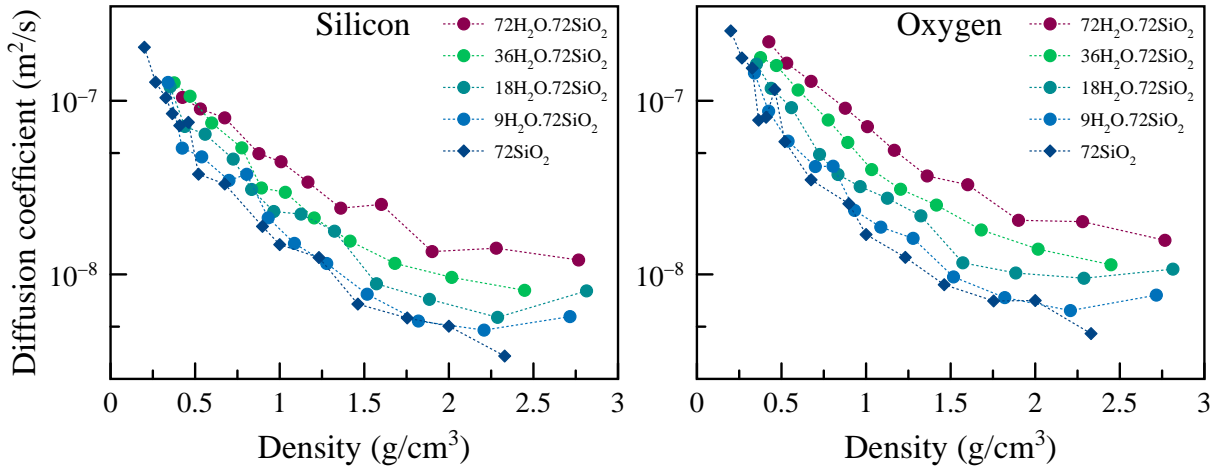 Silicon
72H₂O.72SiO₂
36H₂O.72SiO₂
18H₂O.72SiO₂
9H₂O.72SiO₂
72SiO₂
Oxygen
72H₂O.72SiO₂
36H₂O.72SiO₂
18H₂O.72SiO₂
9H₂O.72SiO₂
72SiO₂
Diffusion coefficient (m²/s)
10⁻⁷
10⁻⁸
10⁻⁷
10⁻⁸
0 0.5 1 1.5 2 2.5 3
0 0.5 1 1.5 2 2.5 3
Density (g/cm³)
Density (g/cm³)